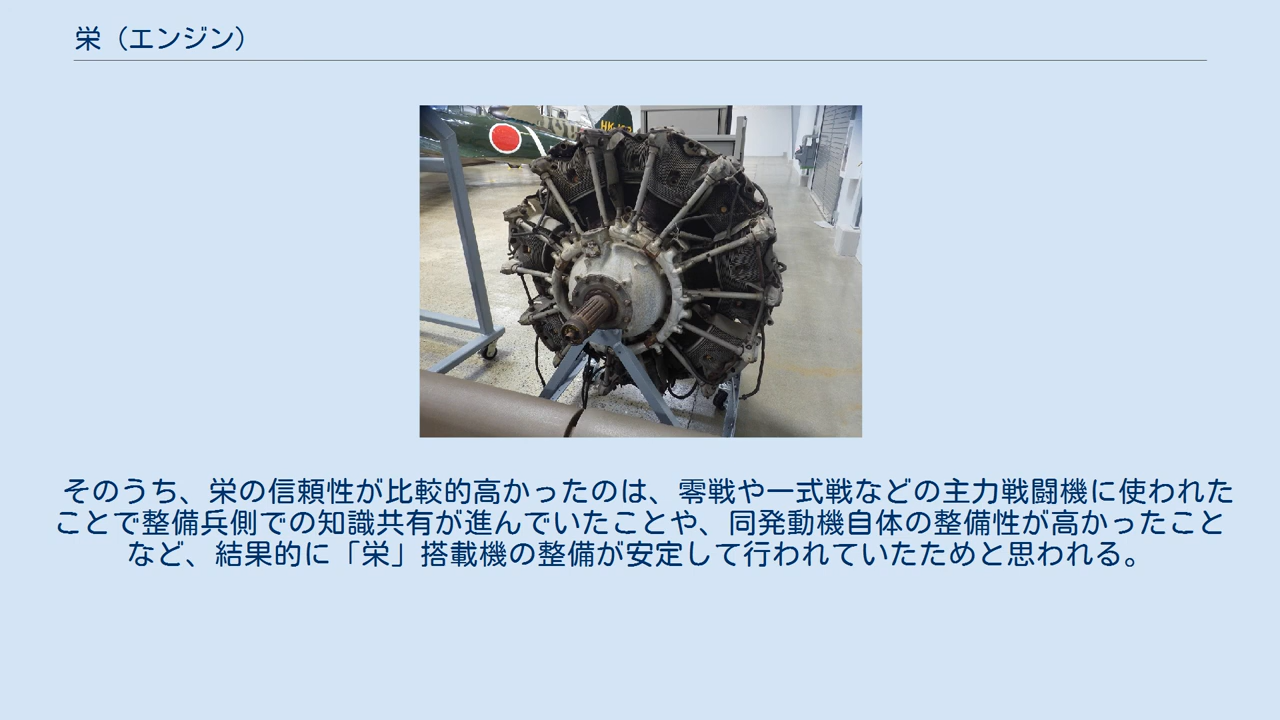 栄（エンジン）
HK-
そのうち、栄の信頼性が比較的高かったのは、零戦や一式戦などの主力戦闘機に使われた
ことで整備兵側での知識共有が進んでいたことや、同発動機自体の整備性が高かったこと
など、結果的に「栄」搭載機の整備が安定して行われていたためと思われる。